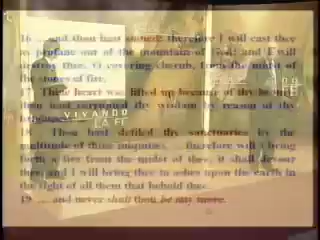 16 ...and thou hast sinned: therefore I will cast thee
as profane out of the mountain of God: and I will
destroy thee, O covering cherub, from the midst of
the stones of fire.
17 Thine heart was lifted up because of thy beauty,
thou hast corrupted thy wisdom by reason of thy
brightness:
VIVANDO
LA FE
18 Thou hast defiled thy sanctuaries by the
multitude of thine iniquities, ... therefore will I bring
forth a fire from the midst of thee, it shall devour
thee, and I will bring thee to ashes upon the earth in
the sight of all them that behold thee.
19 ...and never shalt thou be any more.